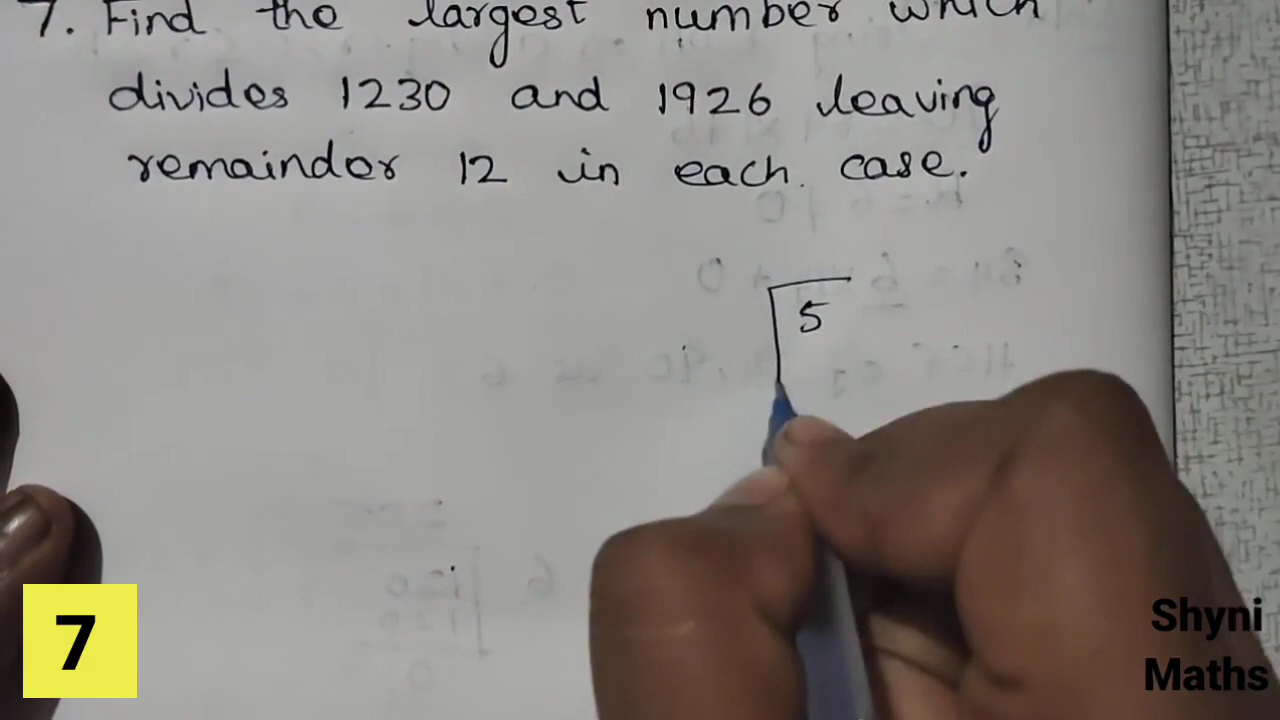 7. Find the largest number which
divides 1230 and 1926 leaving
remainder 12 in each case.
5
7
Shyni
Maths